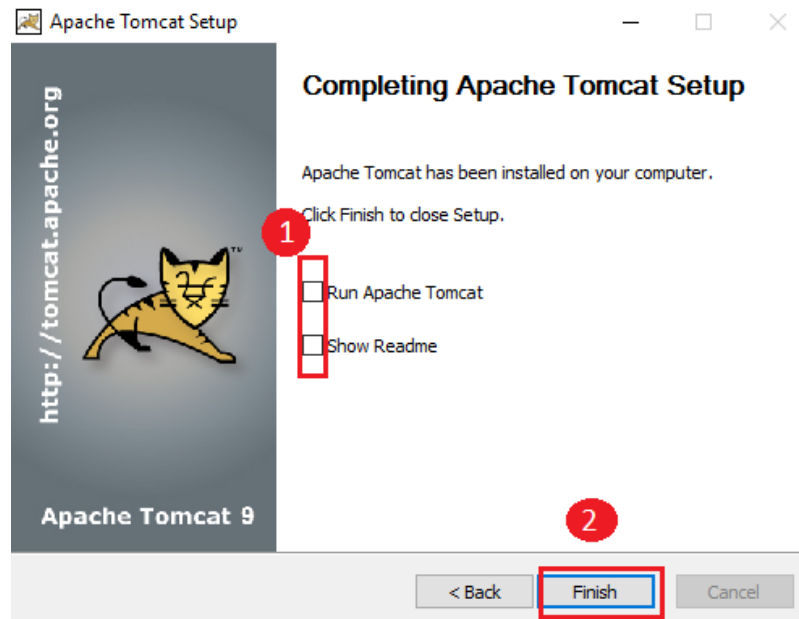 Apache Tomcat Setup
http://tomcat.apache.org
Completing Apache Tomcat Setup
Apache Tomcat has been installed on your computer.
Click Finish to close Setup.
1
TM
Run Apache Tomcat
Show Readme
Apache Tomcat 9
2
< Back
Finish
Cancel